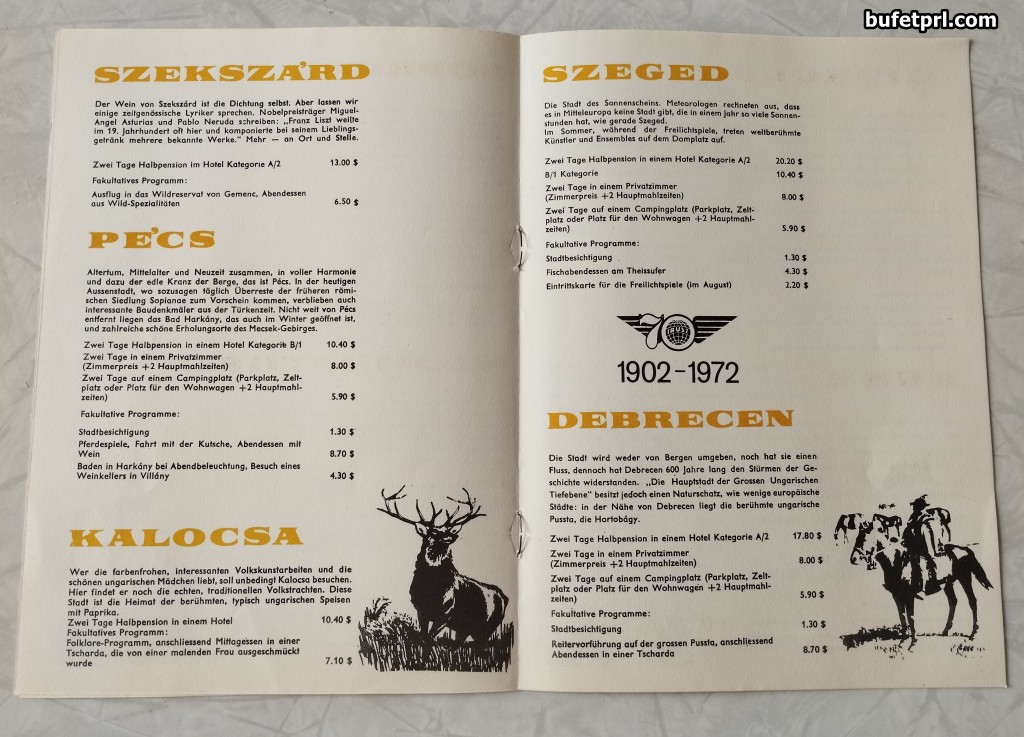 bufetprl.com
SZEKSZÁRD
Der Wein von Szekszárd ist die Dichtung selbst. Aber lassen wir
einige zeitgenössische Lyriker sprechen. Nobelpreisträger Miguel-
Angel Asturias und Pablo Neruda schreiben: „Franz Liszt weilte
im 19. Jahrhundert oft hier und komponierte bei seinem Lieblings-
getränk mehrere bekannte Werke.” Mehr — an Ort und Stelle.
Zwei Tage Halbpension im Hotel Kategorie A/2 13.00 $
Fakultatives Programm:
Ausflug in das Wildreservat von Gemenc, Abendessen
aus Wild-Spezialitäten 6.50 $
PÉCS
Altertum, Mittelalter und Neuzeit zusammen, in voller Harmonie
und dazu der edle Kranz der Berge, das ist Pécs. In der heutigen
Aussenstadt, wo sozusagen täglich Überreste der früheren römi-
schen Siedlung Sopianae zum Vorschein kommen, verblieben auch
interessante Baudenkmäler aus der Türkenzeit. Nicht weit von Pécs
entfernt liegen das Bad Harkány, das auch im Winter geöffnet ist,
und zahlreiche schöne Erholungsorte des Mecsek-Gebirges.
Zwei Tage Halbpension in einem Hotel Kategorie B/1 10.40 $
Zwei Tage in einem Privatzimmer
(Zimmerpreis +2 Hauptmahlzeiten) 8.00 $
Zwei Tage auf einem Campingplatz (Parkplatz, Zelt-
platz oder Platz für den Wohnwagen +2 Hauptmahl-
zeiten) 5.90 $
Fakultative Programme:
Stadtbesichtigung 1.30 $
Pferdespiele, Fahrt mit der Kutsche, Abendessen mit
Wein 8.70 $
Baden in Harkány bei Abendbeleuchtung, Besuch eines
Weinkellers in Villány 4.30 $
KALOCSA
Wer die farbenfrohen, interessanten Volkskunstarbeiten und die
schönen ungarischen Mädchen liebt, soll unbedingt Kalocsa besuchen.
Hier findet er noch die echten, traditionellen Volkstrachten. Diese
Stadt ist die Heimat der berühmten, typisch ungarischen Speisen
mit Paprika.
Zwei Tage Halbpension in einem Hotel 10.40 $
Fakultatives Programm:
Folklore-Programm, anschliessend Mittagessen in einer
Tscharda, die von einer malenden Frau ausgeschmückt
wurde 7.10 $
SZEGED
Die Stadt des Sonnenscheins. Meteorologen rechneten aus, dass
es in Mitteleuropa keine Stadt gibt, die in einem Jahr so viele Sonnen-
stunden hat, wie gerade Szeged.
Im Sommer, während der Freilichtspiele, treten weltberühmte
Künstler und Ensembles auf dem Domplatz auf.
Zwei Tage Halbpension in einem Hotel Kategorie A/2 20.20 $
B/1 Kategorie 10.40 $
Zwei Tage in einem Privatzimmer
(Zimmerpreis +2 Hauptmahlzeiten) 8.00 $
Zwei Tage auf einem Campingplatz (Parkplatz, Zelt-
platz oder Platz für den Wohnwagen +2 Hauptmahl-
zeiten) 5.90 $
Fakultative Programme:
Stadtbesichtigung 1.30 $
Fischabendessen am Theissufer 4.30 $
Eintrittskarte für die Freilichtspiele (im August) 2.20 $
70
IBUSZ
1902-1972
DEBRECEN
Die Stadt wird weder von Bergen umgeben, noch hat sie einen
Fluss, dennoch hat Debrecen 600 Jahre lang den Stürmen der Ge-
schichte widerstanden. „Die Hauptstadt der Grossen Ungarischen
Tiefebene” besitzt jedoch einen Naturschatz, wie wenige europäische
Städte: in der Nähe von Debrecen liegt die berühmte ungarische
Pussta, die Hortobágy.
Zwei Tage Halbpension in einem Hotel Kategorie A/2 17.80 $
Zwei Tage in einem Privatzimmer
(Zimmerpreis +2 Hauptmahlzeiten) 8.00 $
Zwei Tage auf einem Campingplatz (Parkplatz, Zelt-
platz oder Platz für den Wohnwagen +2 Hauptmahl-
zeiten) 5.90 $
Fakultative Programme:
Stadtbesichtigung 1.30 $
Reitervorführung auf der grossen Pussta, anschliessend
Abendessen in einer Tscharda 8.70 $